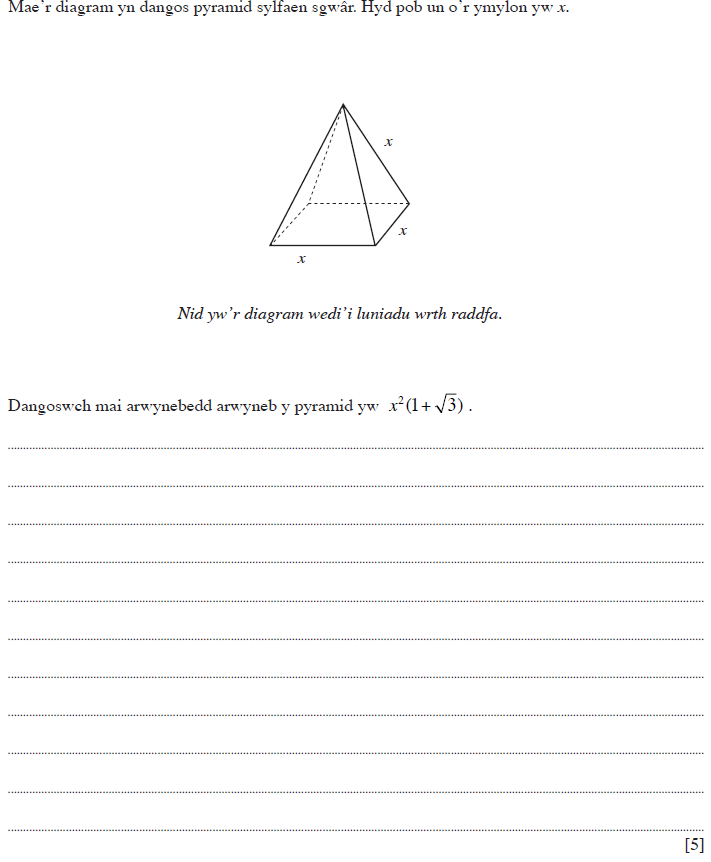 Mae'r diagram yn dangos pyramid sylfaen sgwâr. Hyd pob un o'r ymylon yw x.
x
x
x
Nid yw'r diagram wedi'i luniadu wrth raddfa.
Dangoswch mai arwynebedd arwyneb y pyramid yw x²(1+√3) .
[5]